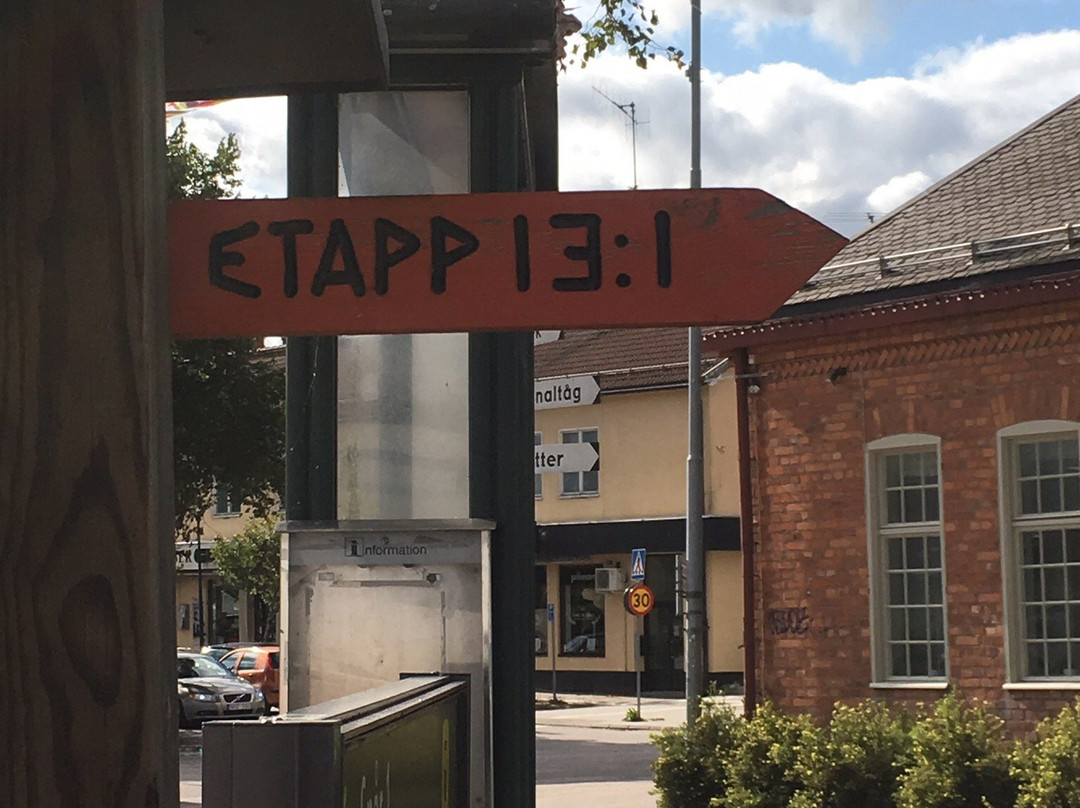 ETAPP 13:1
naltåg
tter
information
30